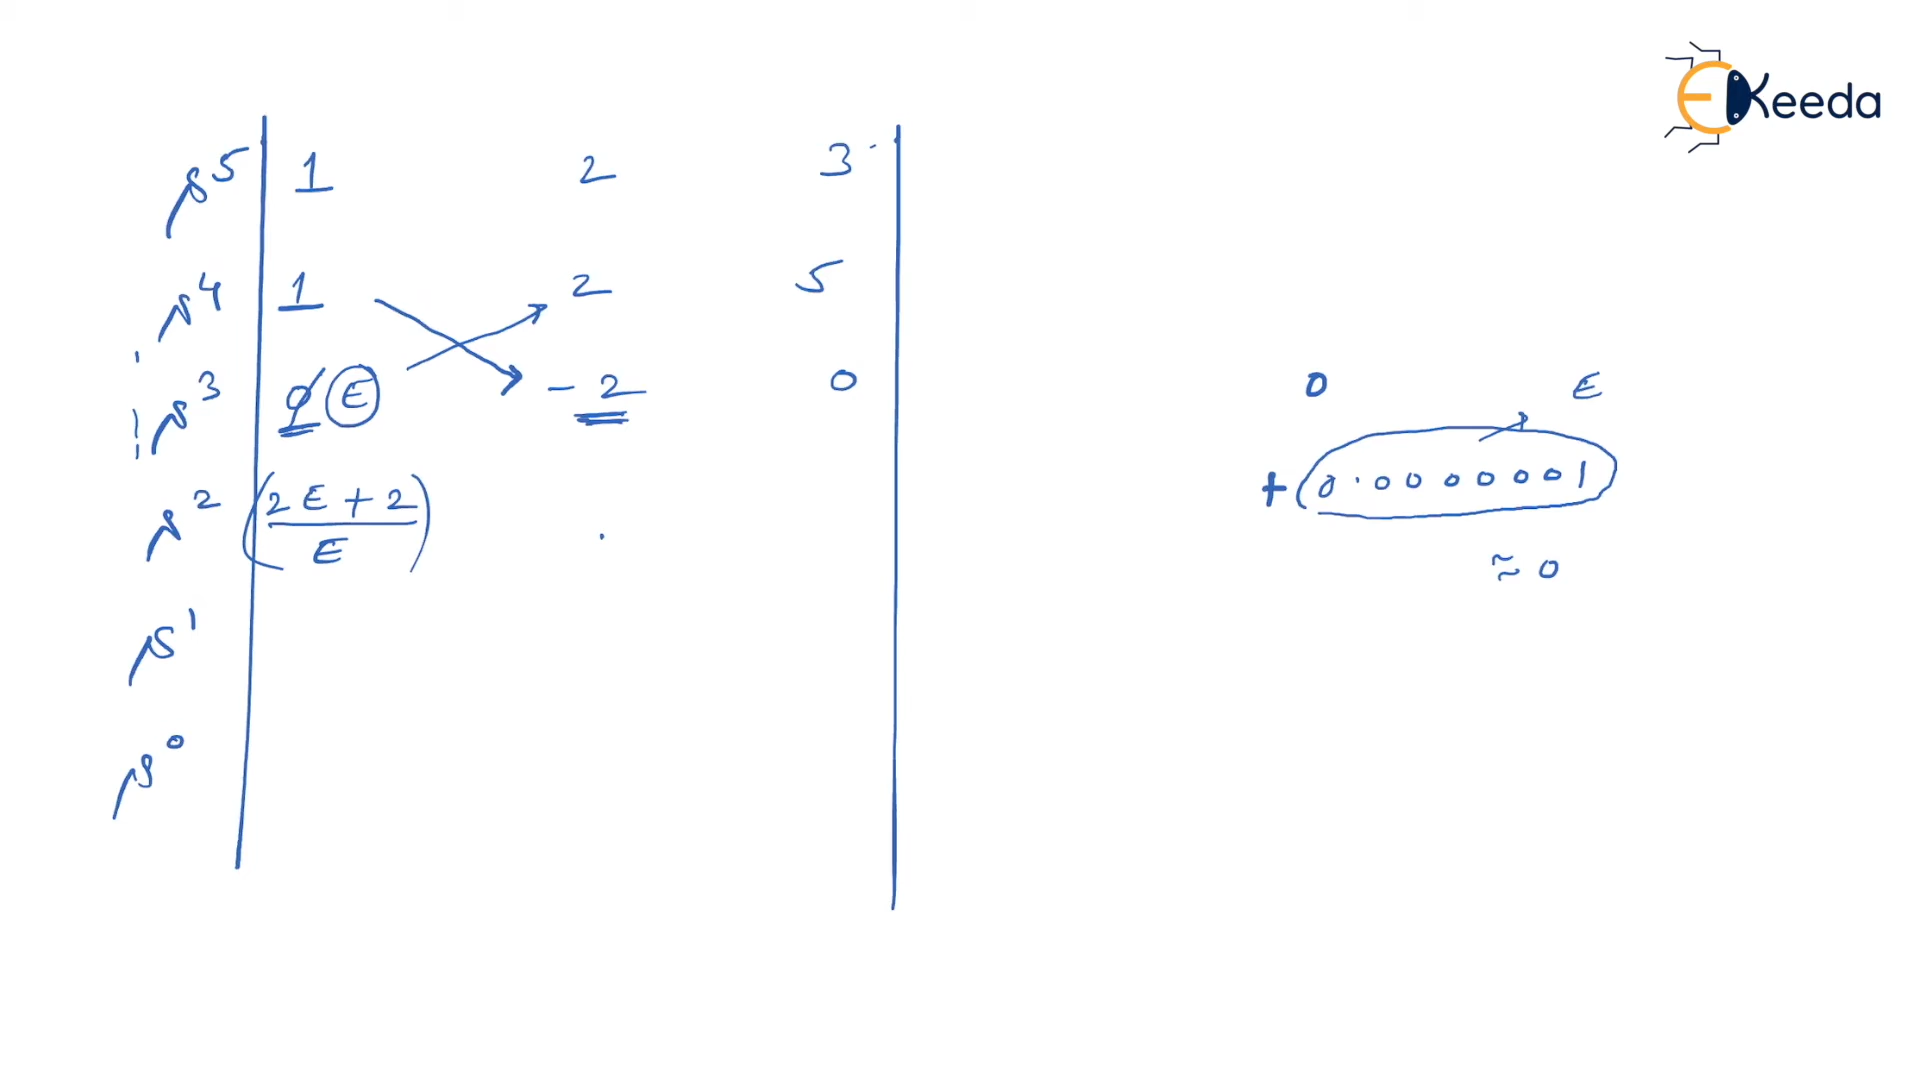 EKeeda
s⁵ 1 2 3
s⁴ 1 2 5
s³ 0 ϵ -2 0
s² (2ϵ + 2 / ϵ)
s¹
s⁰
0 ϵ
+ 0.0000001
≈ 0